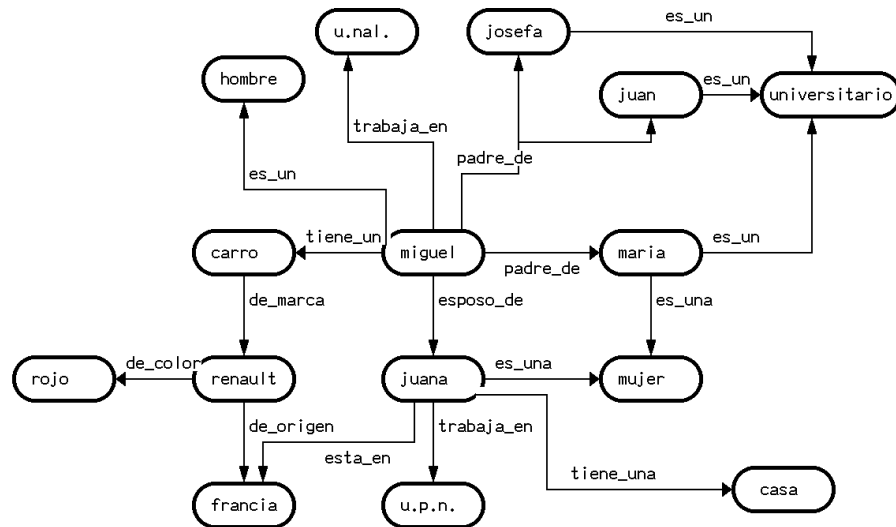 es_un
u.nal.
josefa
hombre
juan
es_un
universitario
trabaja_en
padre_de
es_un
tiene_un
es_un
carro
miguel
maria
padre_de
de_marca
esposo_de
es_una
de_color
es_una
rojo
renault
juana
mujer
de_origen
trabaja_en
esta_en
tiene_una
francia
u.p.n.
casa